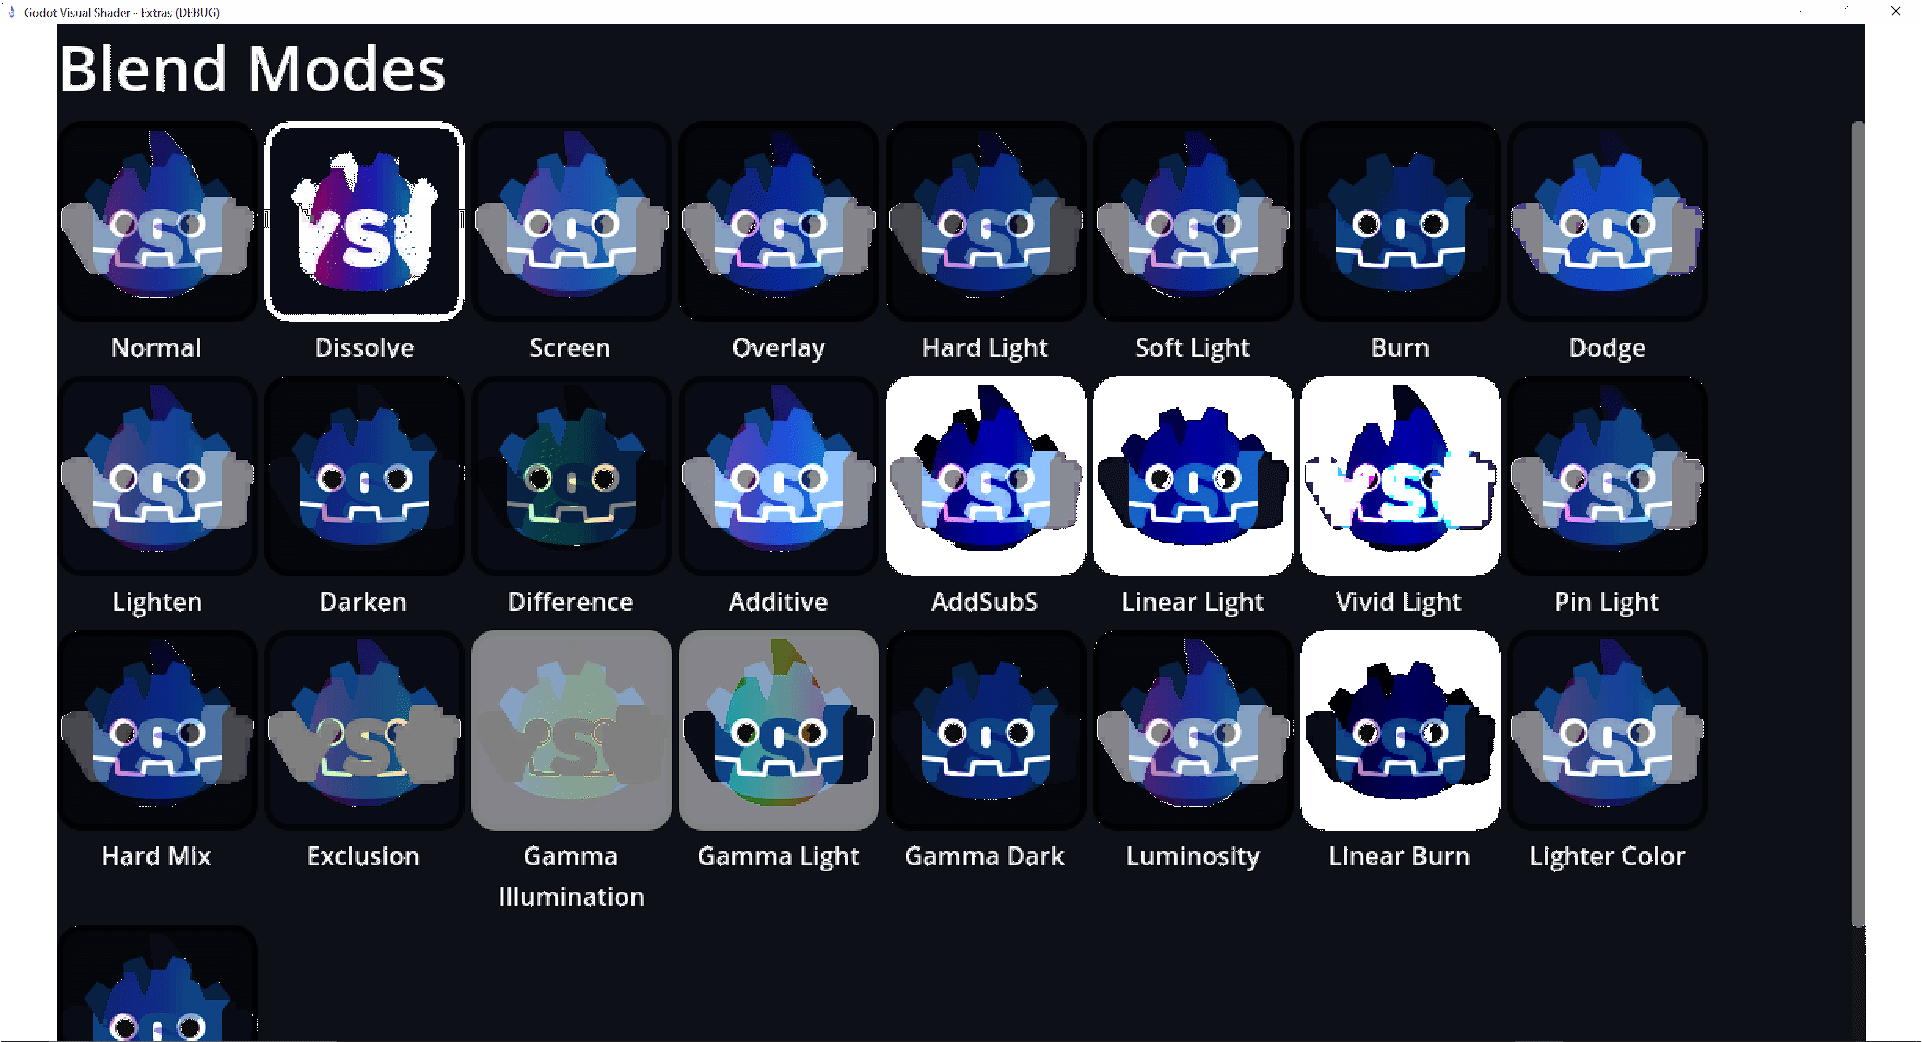 Godot Visual Shader - Extras (DEBUG)
Blend Modes
Normal
Dissolve
Screen
Overlay
Hard Light
Soft Light
Burn
Dodge
Lighten
Darken
Difference
Additive
AddSubS
Linear Light
Vivid Light
Pin Light
Hard Mix
Exclusion
Gamma
Illumination
Gamma Light
Gamma Dark
Luminosity
Linear Burn
Lighter Color